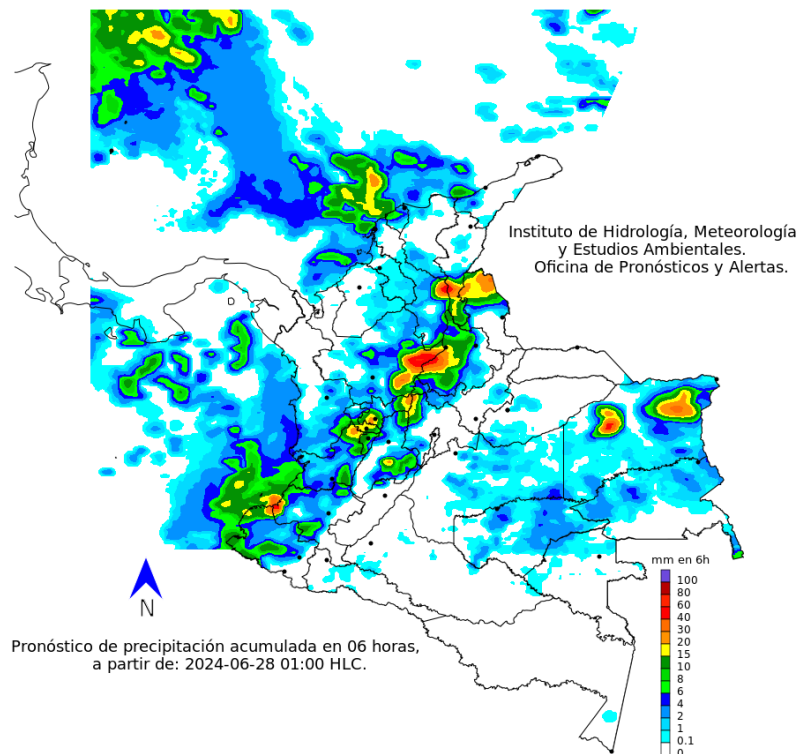 Instituto de Hidrología, Meteorología
y Estudios Ambientales.
Oficina de Pronósticos y Alertas.
mm en 6h
100
80
60
40
30
20
15
10
8
6
4
2
1
0.1
0
N
Pronóstico de precipitación acumulada en 06 horas,
a partir de: 2024-06-28 01:00 HLC.